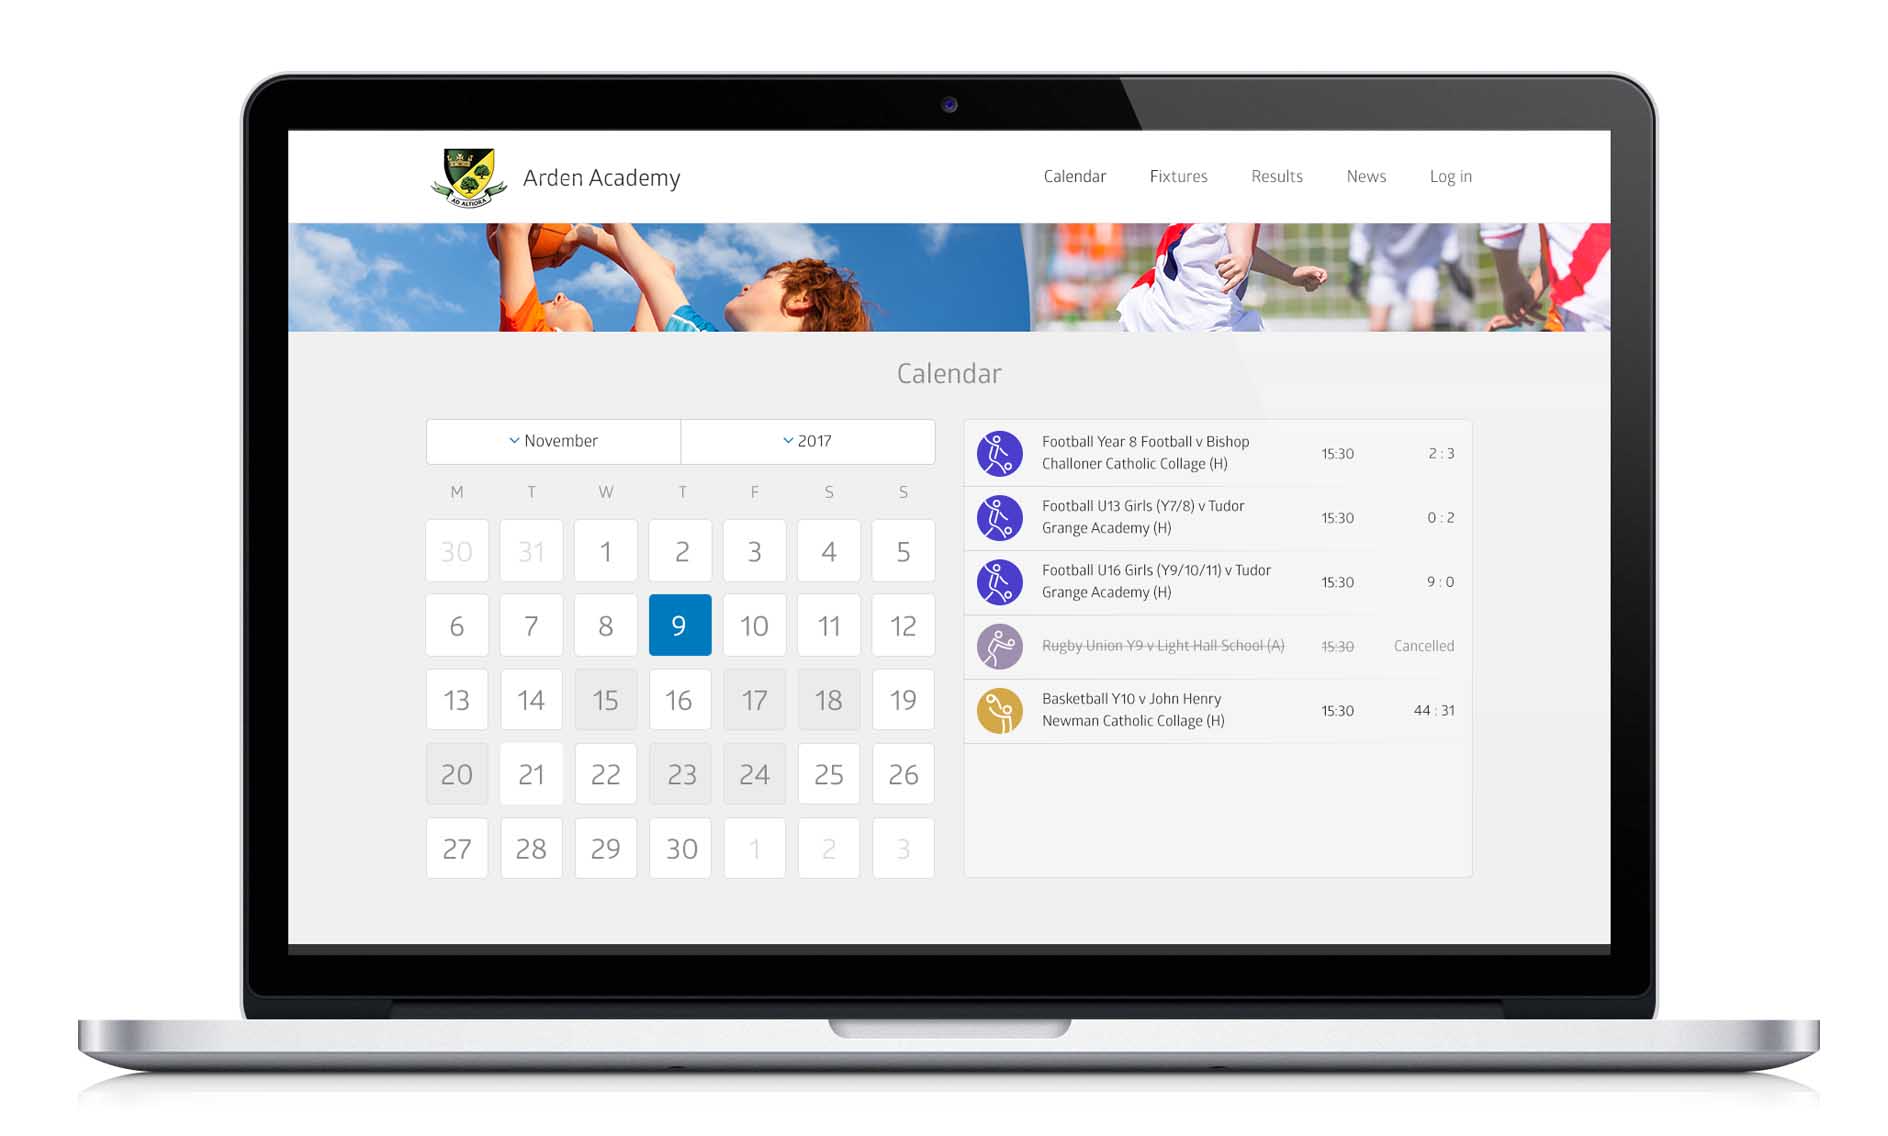 AD ALTIORA
Arden Academy
Calendar Fixtures Results News Log in
Calendar
November 2017
M T W T F S S
30 31 1 2 3 4 5
6 7 8 9 10 11 12
13 14 15 16 17 18 19
20 21 22 23 24 25 26
27 28 29 30 1 2 3
Football Year 8 Football v Bishop
Challoner Catholic Collage (H)
15:30 2 : 3
Football U13 Girls (Y7/8) v Tudor
Grange Academy (H)
15:30 0 : 2
Football U16 Girls (Y9/10/11) v Tudor
Grange Academy (H)
15:30 9 : 0
Rugby Union Y9 v Light Hall School (A) 15:30 Cancelled
Basketball Y10 v John Henry
Newman Catholic Collage (H)
15:30 44 : 31